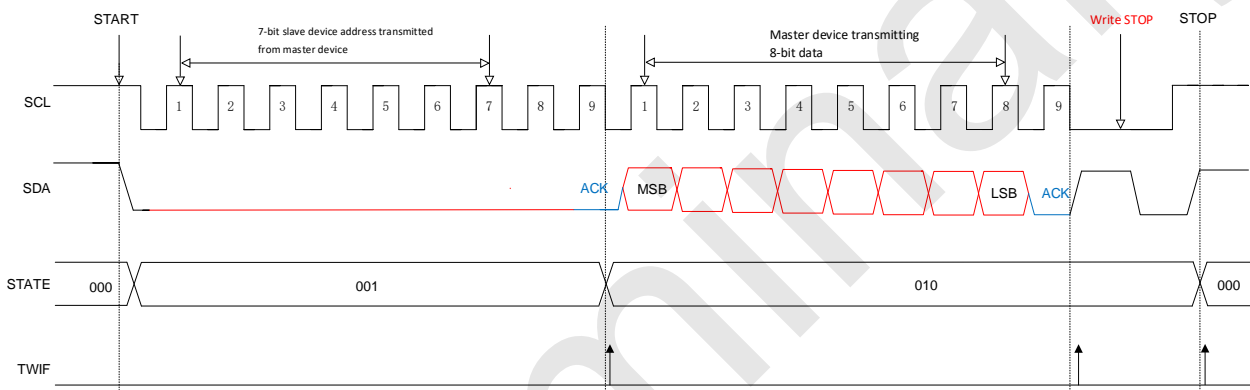 START
7-bit slave device address transmitted
from master device
Master device transmitting
8-bit data
Write STOP
STOP
SCL
1 2 3 4 5 6 7 8 9 1 2 3 4 5 6 7 8 9
SDA
ACK
MSB
LSB
ACK
STATE
000
001
010
000
TWIF